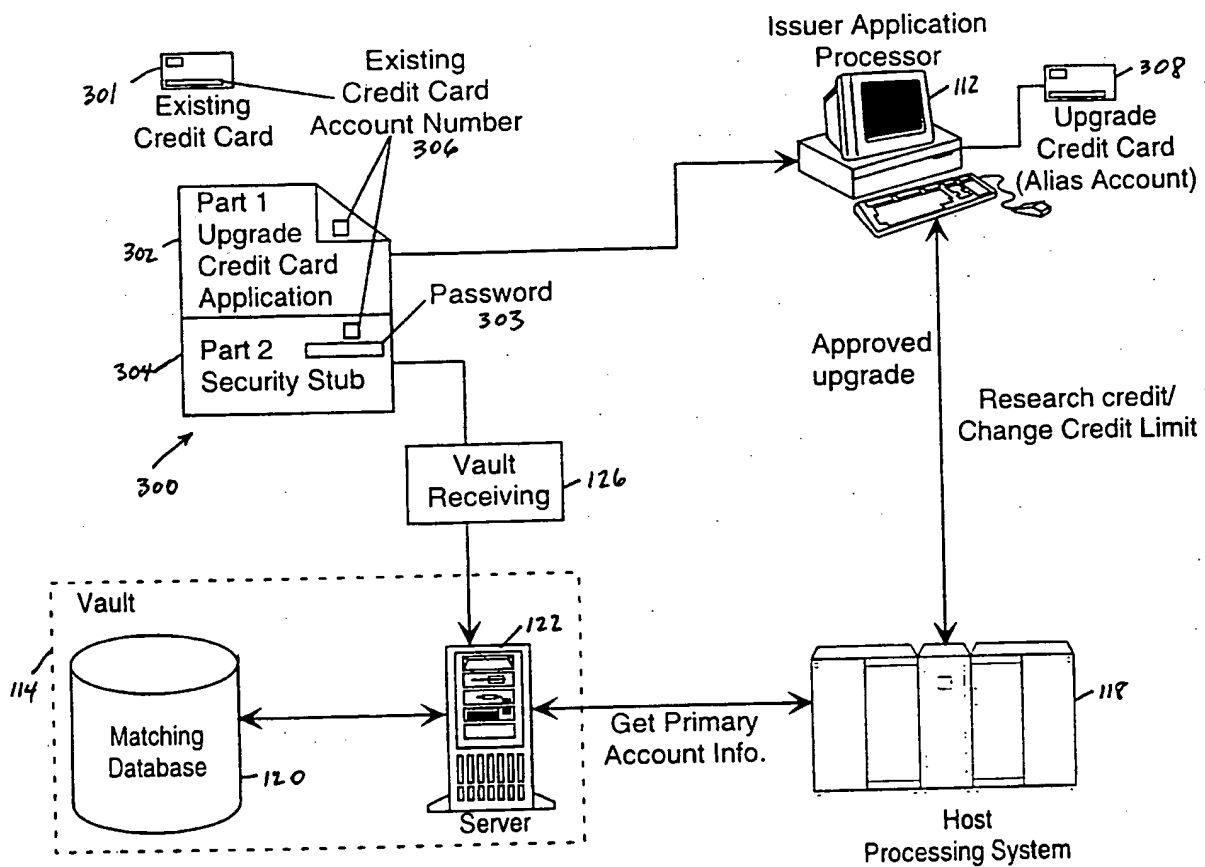 301
Existing
Credit Card
Existing
Credit Card
Account Number
306
Issuer Application
Processor
112
308
Upgrade
Credit Card
(Alias Account)
302
Part 1
Upgrade
Credit Card
Application
Password
303
304
Part 2
Security Stub
300
Approved
upgrade
Research credit/
Change Credit Limit
Vault
Receiving
126
Vault
114
Matching
Database
120
122
Server
Get Primary
Account Info.
118
Host
Processing System